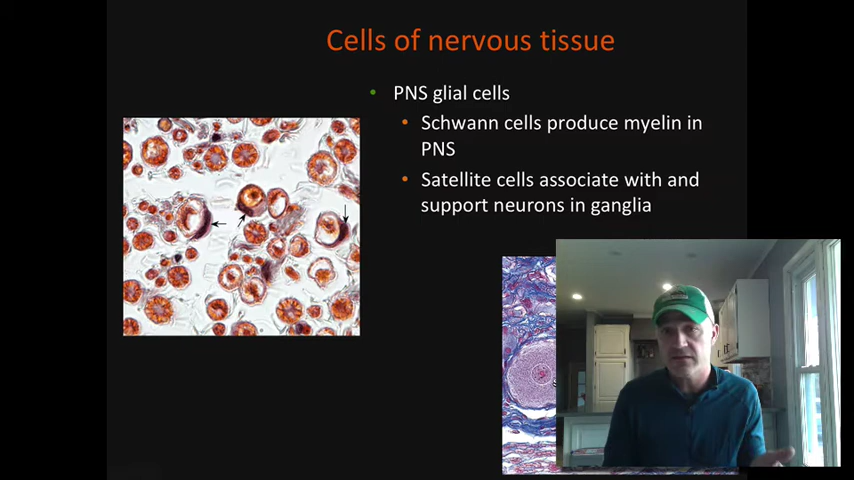 Cells of nervous tissue
• PNS glial cells
• Schwann cells produce myelin in
PNS
• Satellite cells associate with and
support neurons in ganglia